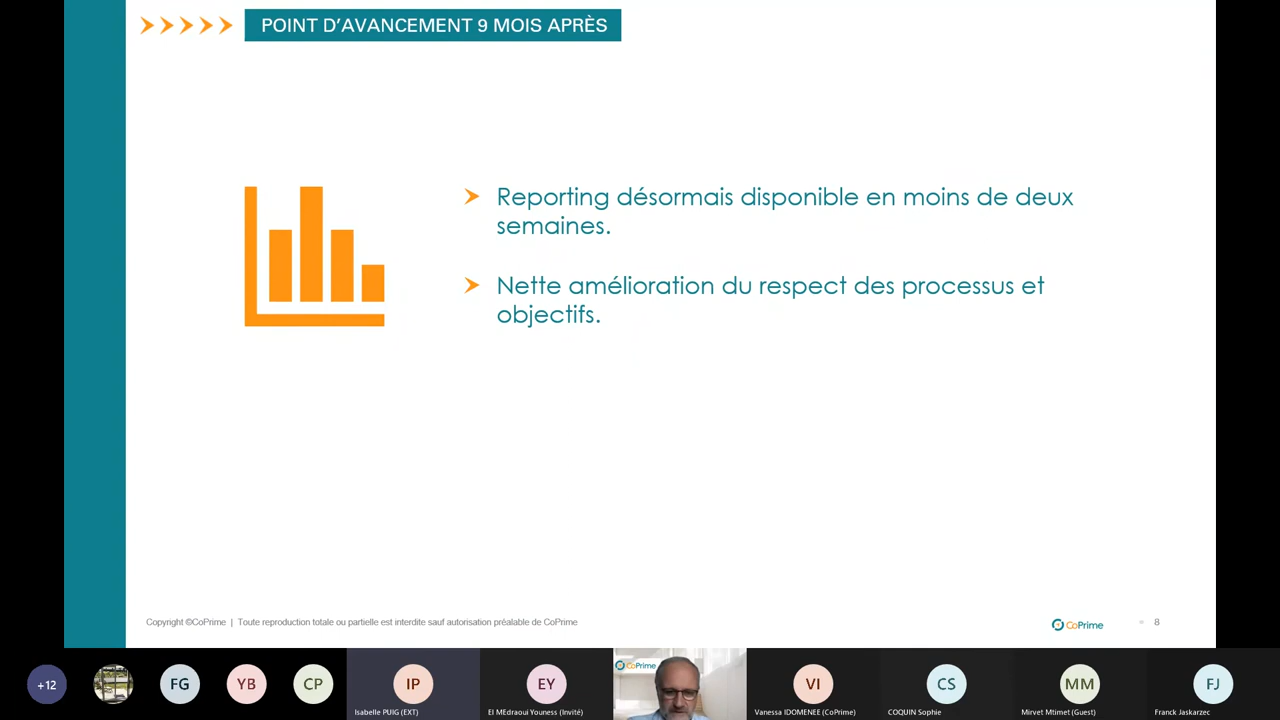 POINT D'AVANCEMENT 9 MOIS APRÈS
Reporting désormais disponible en moins de deux
semaines.
Nette amélioration du respect des processus et
objectifs.
Copyright ©CoPrime | Toute reproduction totale ou partielle est interdite sauf autorisation préalable de CoPrime
CoPrime
8
+12
FG
YB
CP
IP
Isabelle PUIG (EXT)
EY
El MEdraoui Youness (Invité)
CoPrime
VI
Vanessa IDOMENEE (CoPrime)
CS
COQUIN Sophie
MM
Mirvet Mtimet (Guest)
FJ
Franck Jaskarzec